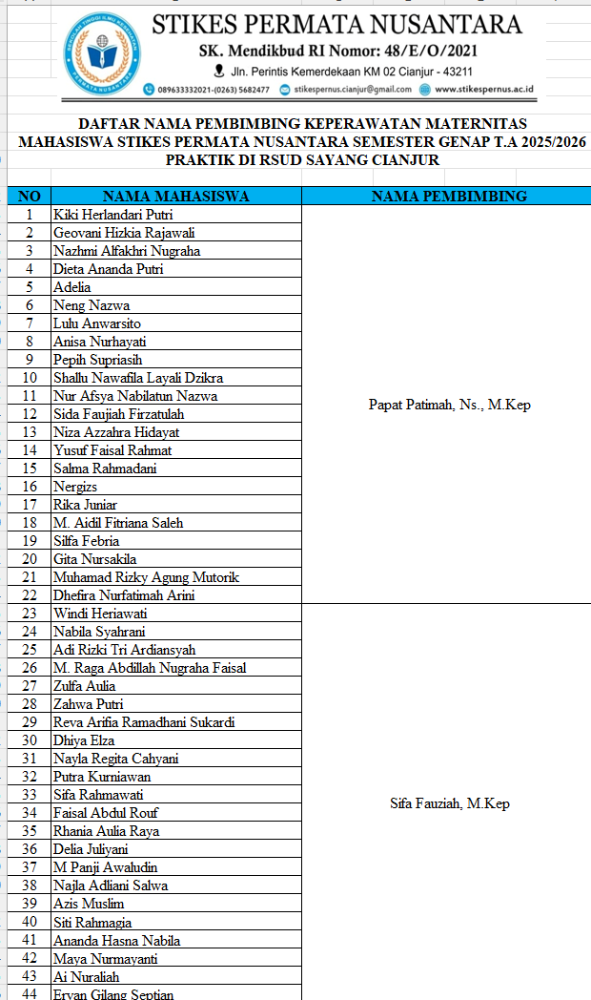 STIKES PERMATA NUSANTARA
SK. Mendikbud RI Nomor: 48/E/O/2021
Jln. Perintis Kemerdekaan KM 02 Cianjur - 43211
089633332021-(0263) 5682477 stikespernus.cianjur@gmail.com www.stikespernus.ac.id
SEKOLAH TINGGI ILMU KESEHATAN
PERMATA NUSANTARA
DAFTAR NAMA PEMBIMBING KEPERAWATAN MATERNITAS
MAHASISWA STIKES PERMATA NUSANTARA SEMESTER GENAP T.A 2025/2026
PRAKTIK DI RSUD SAYANG CIANJUR
NO NAMA MAHASISWA NAMA PEMBIMBING
1 Kiki Herlandari Putri
2 Geovani Hizkia Rajawali
3 Nazhmi Alfakhri Nugraha
4 Dieta Ananda Putri
5 Adelia
6 Neng Nazwa
7 Lulu Anwarsito
8 Anisa Nurhayati
9 Pepih Supriasih
10 Shallu Nawafila Layali Dzikra
11 Nur Afsya Nabilatun Nazwa
Papat Patimah, Ns., M.Kep
12 Sida Faujiah Firzatulah
13 Niza Azzahra Hidayat
14 Yusuf Faisal Rahmat
15 Salma Rahmadani
16 Nergizs
17 Rika Juniar
18 M. Aidil Fitriana Saleh
19 Silfa Febria
20 Gita Nursakila
21 Muhamad Rizky Agung Mutorik
22 Dhefira Nurfatimah Arini
23 Windi Heriawati
24 Nabila Syahrani
25 Adi Rizki Tri Ardiansyah
26 M. Raga Abdillah Nugraha Faisal
27 Zulfa Aulia
28 Zahwa Putri
29 Reva Arifia Ramadhani Sukardi
30 Dhiya Elza
31 Nayla Regita Cahyani
32 Putra Kurniawan
33 Sifa Rahmawati
Sifa Fauziah, M.Kep
34 Faisal Abdul Rouf
35 Rhania Aulia Raya
36 Delia Juliyani
37 M Panji Awaludin
38 Najla Adliani Salwa
39 Azis Muslim
40 Siti Rahmagia
41 Ananda Hasna Nabila
42 Maya Nurmayanti
43 Ai Nuraliah
44 Ervan Gilang Septian